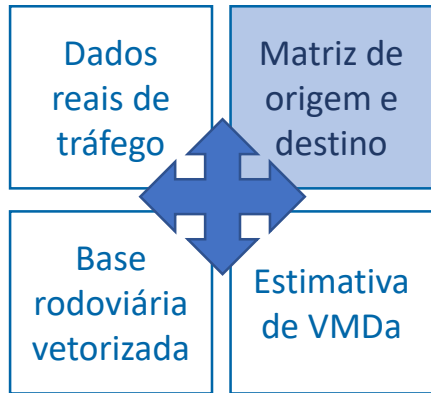 Dados
reais de
tráfego
Matriz de
origem e
destino
Base
rodoviária
vetorizada
Estimativa
de VMDa